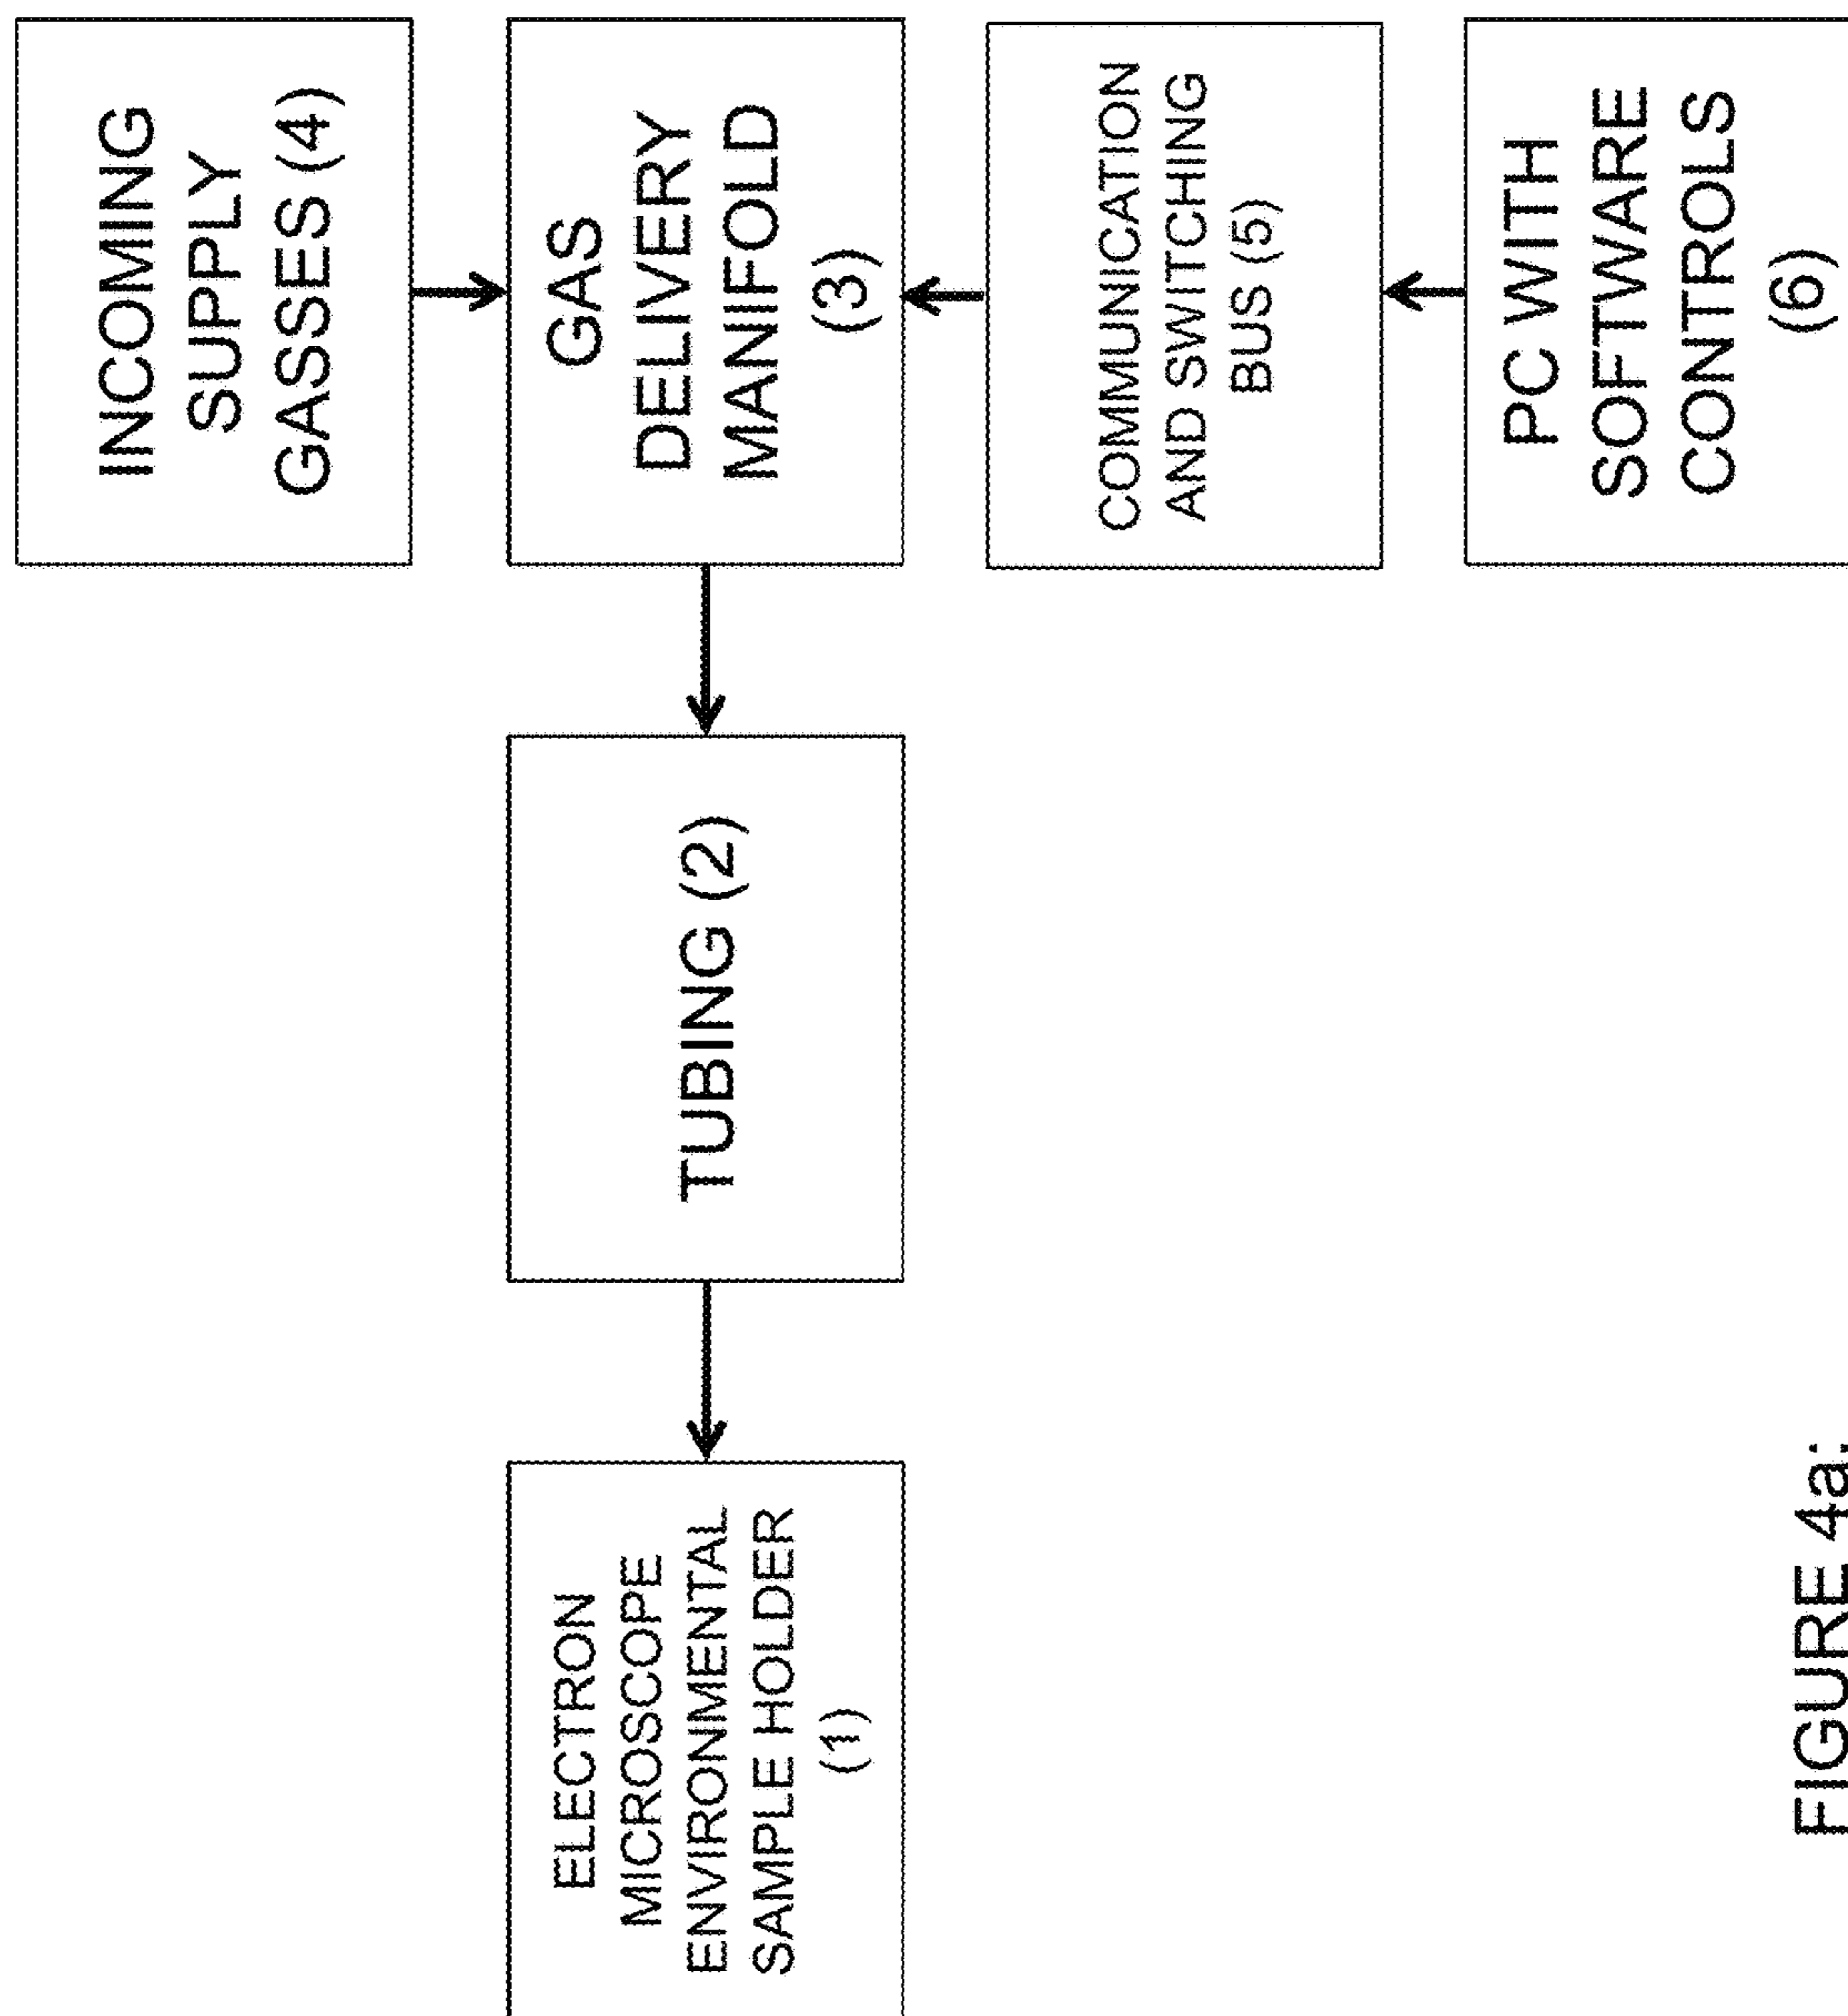 INCOMING
SUPPLY
GASSES (4)
ELECTRON
MICROSCOPE
ENVIRONMENTAL
SAMPLE HOLDER
(1)
TUBING (2)
GAS
DELIVERY
MANIFOLD
(3)
COMMUNICATION
AND SWITCHING
BUS (5)
PC WITH
SOFTWARE
CONTROLS
(6)
FIGURE 4a: